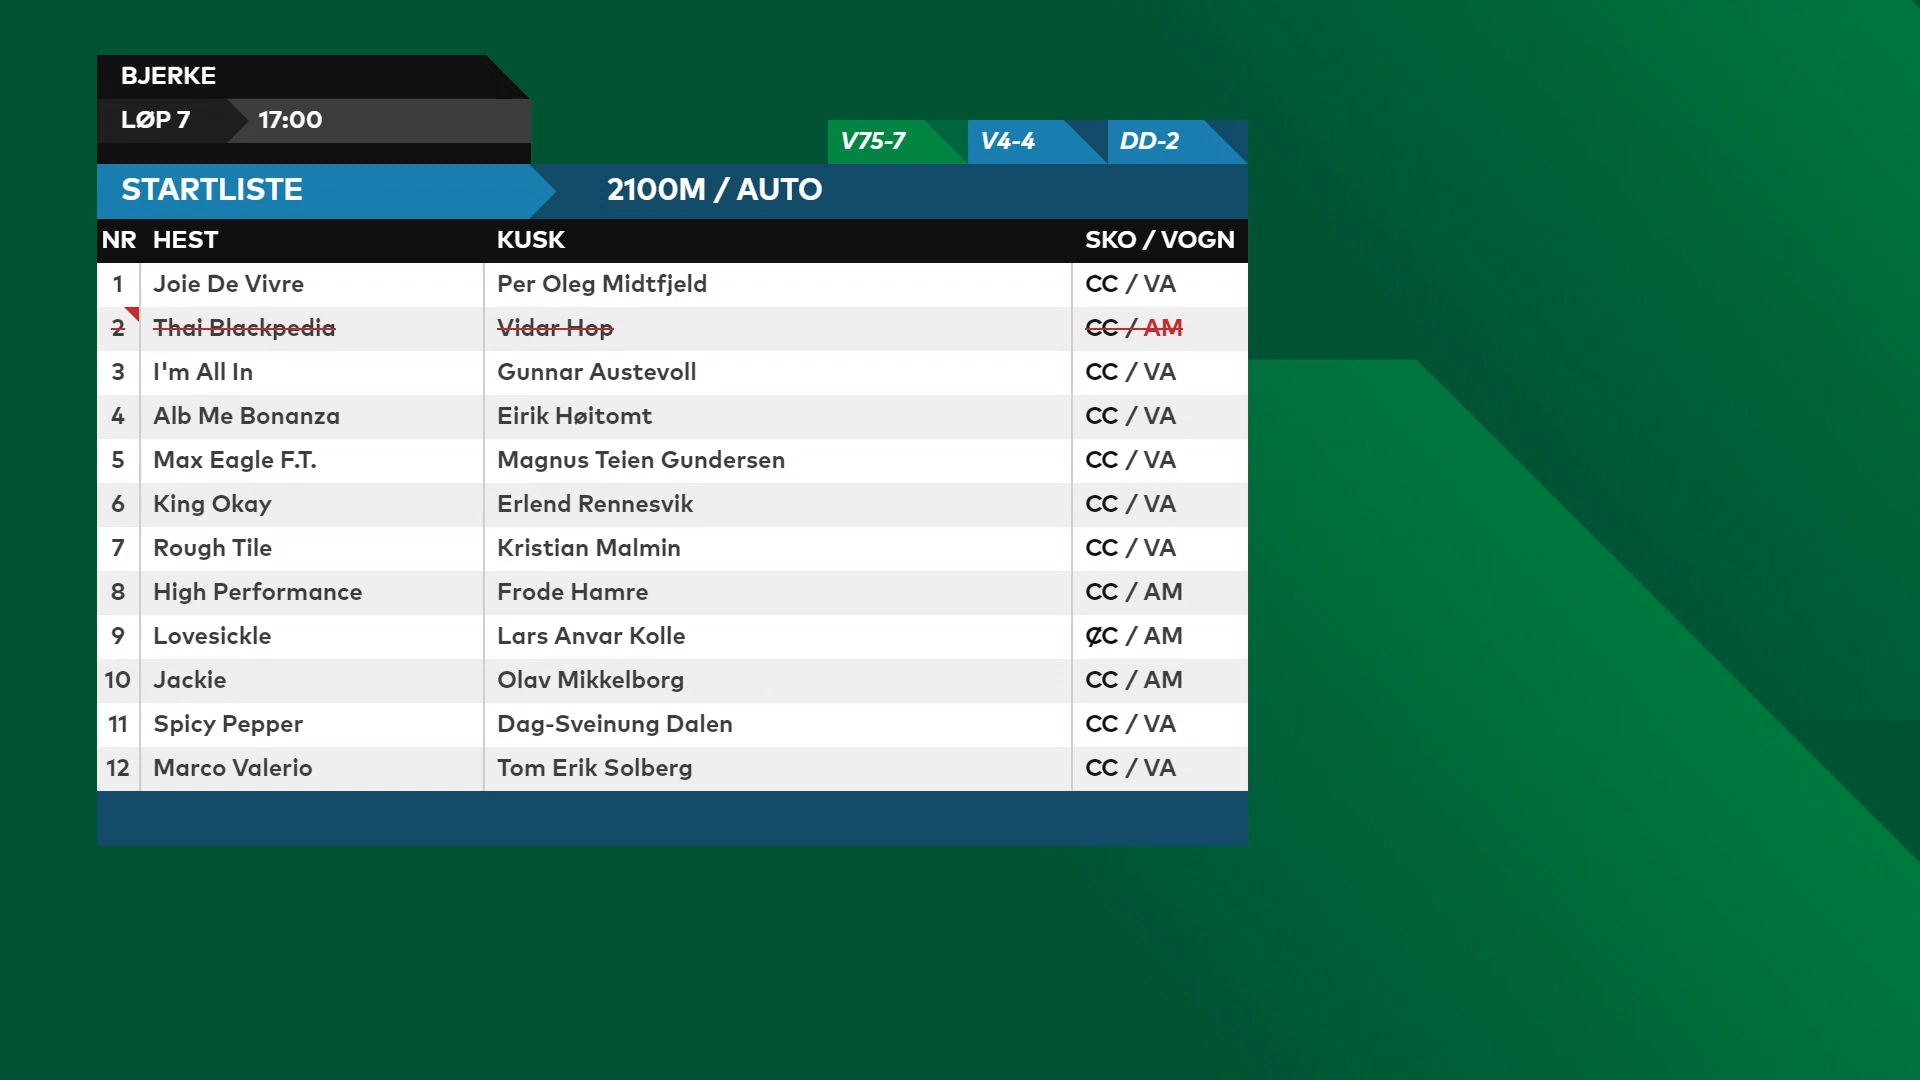 BJERKE
LØP 7 17:00
V75-7 V4-4 DD-2
STARTLISTE 2100M / AUTO
NR HEST KUSK SKO / VOGN
1 Joie De Vivre Per Oleg Midtfjeld CC / VA
2 Thai Blackpedia Vidar Hop CC / AM
3 I'm All In Gunnar Austevoll CC / VA
4 Alb Me Bonanza Eirik Høitomt CC / VA
5 Max Eagle F.T. Magnus Teien Gundersen CC / VA
6 King Okay Erlend Rennesvik CC / VA
7 Rough Tile Kristian Malmin CC / VA
8 High Performance Frode Hamre CC / AM
9 Lovesickle Lars Anvar Kolle ȻC / AM
10 Jackie Olav Mikkelborg CC / AM
11 Spicy Pepper Dag-Sveinung Dalen CC / VA
12 Marco Valerio Tom Erik Solberg CC / VA